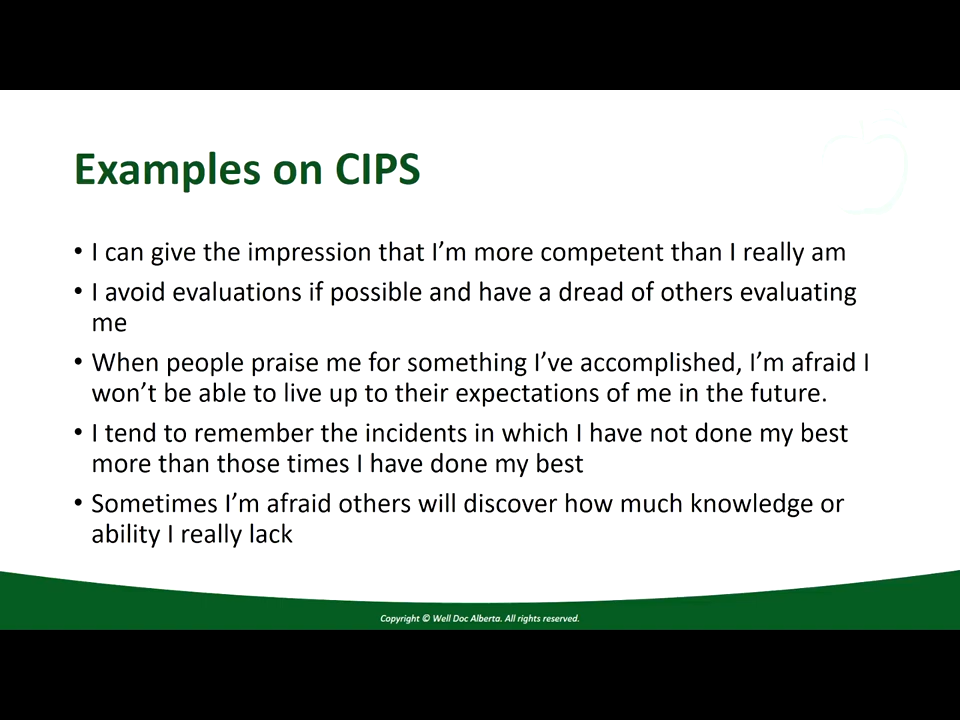 Examples on CIPS
• I can give the impression that I’m more competent than I really am
• I avoid evaluations if possible and have a dread of others evaluating
me
• When people praise me for something I’ve accomplished, I’m afraid I
won’t be able to live up to their expectations of me in the future.
• I tend to remember the incidents in which I have not done my best
more than those times I have done my best
• Sometimes I’m afraid others will discover how much knowledge or
ability I really lack
Copyright © Well Doc Alberta. All rights reserved.